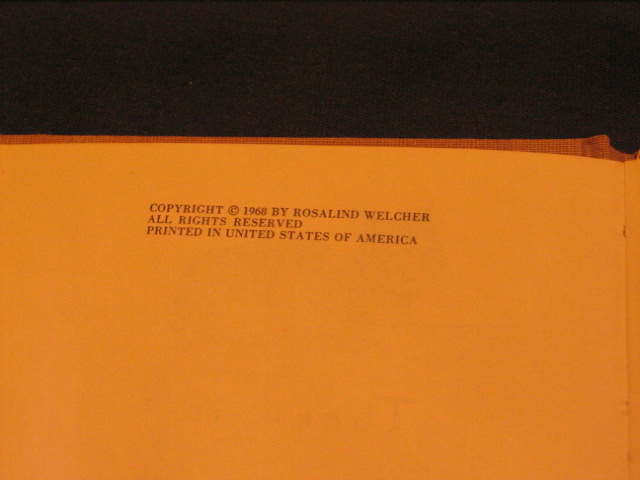 COPYRIGHT © 1968 BY ROSALIND WELCHER
ALL RIGHTS RESERVED
PRINTED IN UNITED STATES OF AMERICA